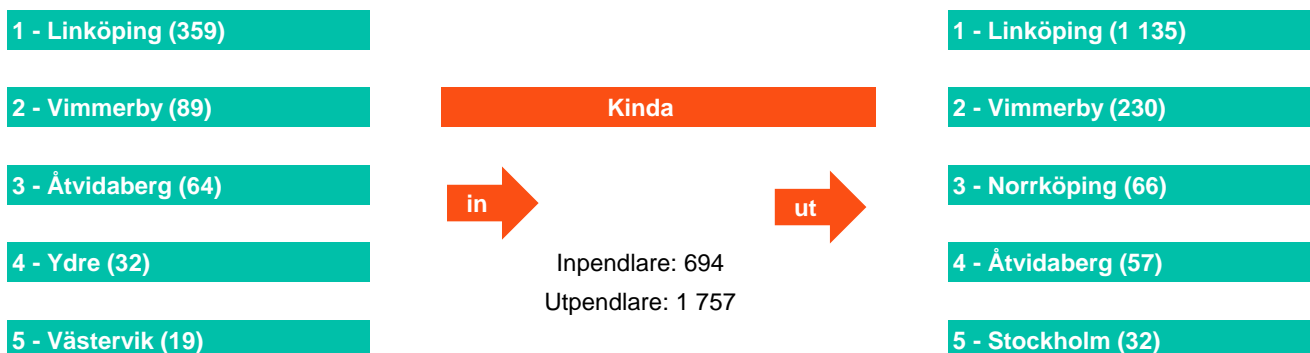 1 - Linköping (359)
2 - Vimmerby (89)
3 - Åtvidaberg (64)
4 - Ydre (32)
5 - Västervik (19)
Kinda
in
ut
Inpendlare: 694
Utpendlare: 1 757
1 - Linköping (1 135)
2 - Vimmerby (230)
3 - Norrköping (66)
4 - Åtvidaberg (57)
5 - Stockholm (32)